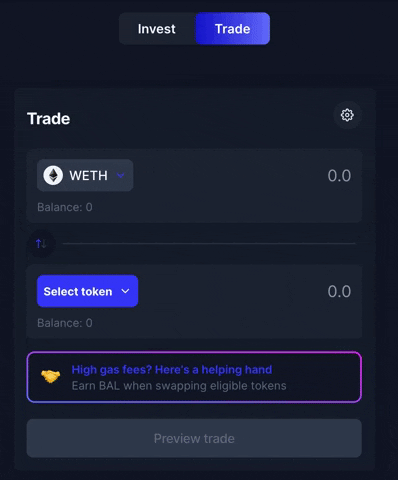 Invest Trade
Trade
WETH 0.0
Balance: 0
Select token 0.0
Balance: 0
High gas fees? Here's a helping hand
Earn BAL when swapping eligible tokens
Preview trade